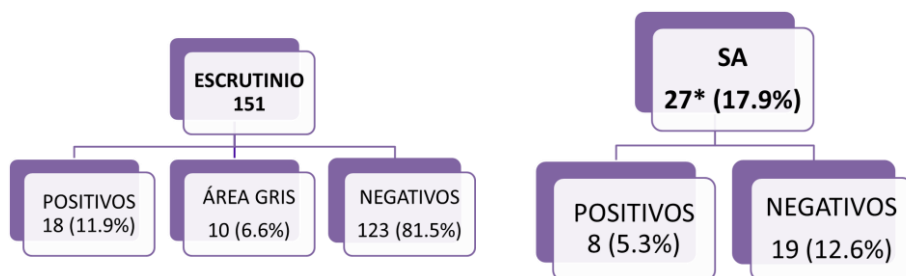 ESCRUTINIO
151
POSITIVOS
18 (11.9%)
ÁREA GRIS
10 (6.6%)
NEGATIVOS
123 (81.5%)
SA
27* (17.9%)
POSITIVOS
8 (5.3%)
NEGATIVOS
19 (12.6%)